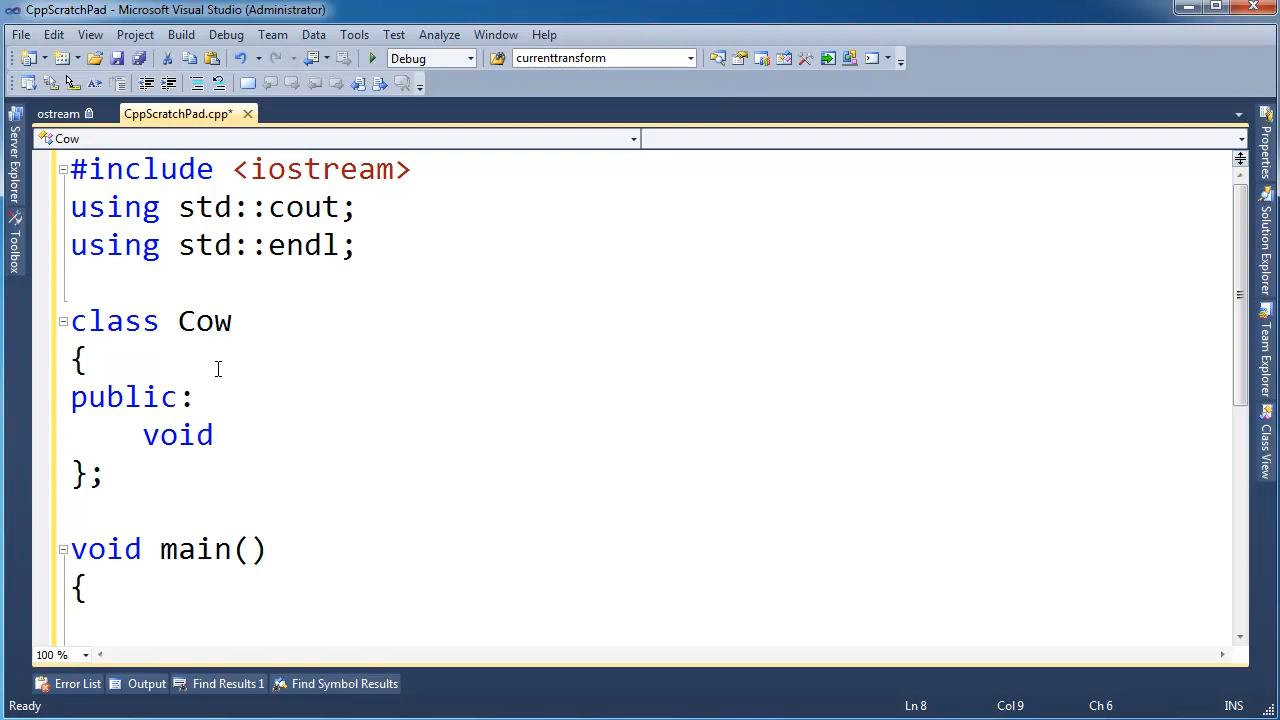 CppScratchPad - Microsoft Visual Studio (Administrator)
File Edit View Project Build Debug Team Data Tools Test Analyze Window Help
Debug currenttransform
ostream CppScratchPad.cpp*
Cow
#include <iostream>
using std::cout;
using std::endl;
class Cow
{
public:
void
};
void main()
{
100 %
Error List Output Find Results 1 Find Symbol Results
Ready Ln 8 Col 9 Ch 6 INS
Server Explorer
Toolbox
Properties
Solution Explorer
Team Explorer
Class View